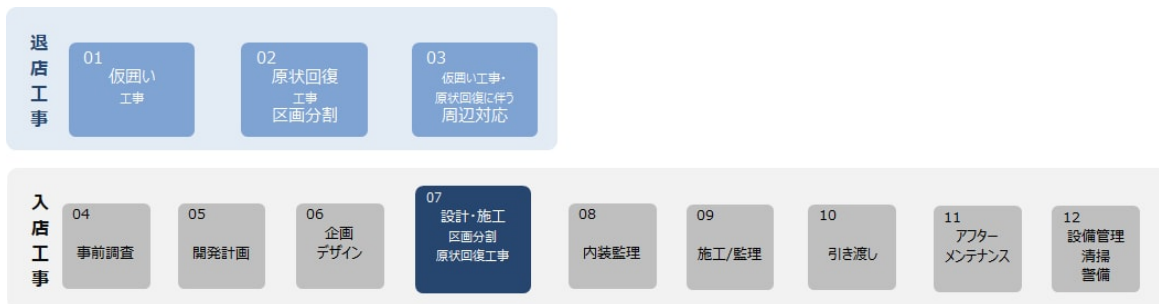 退店工事
01
仮囲い
工事
02
原状回復
工事
区画分割
03
仮囲い工事・
原状回復に伴う
周辺対応
入店工事
04
事前調査
05
開発計画
06
企画
デザイン
07
設計・施工
区画分割
原状回復工事
08
内装監理
09
施工/監理
10
引き渡し
11
アフター
メンテナンス
12
設備管理
清掃
警備